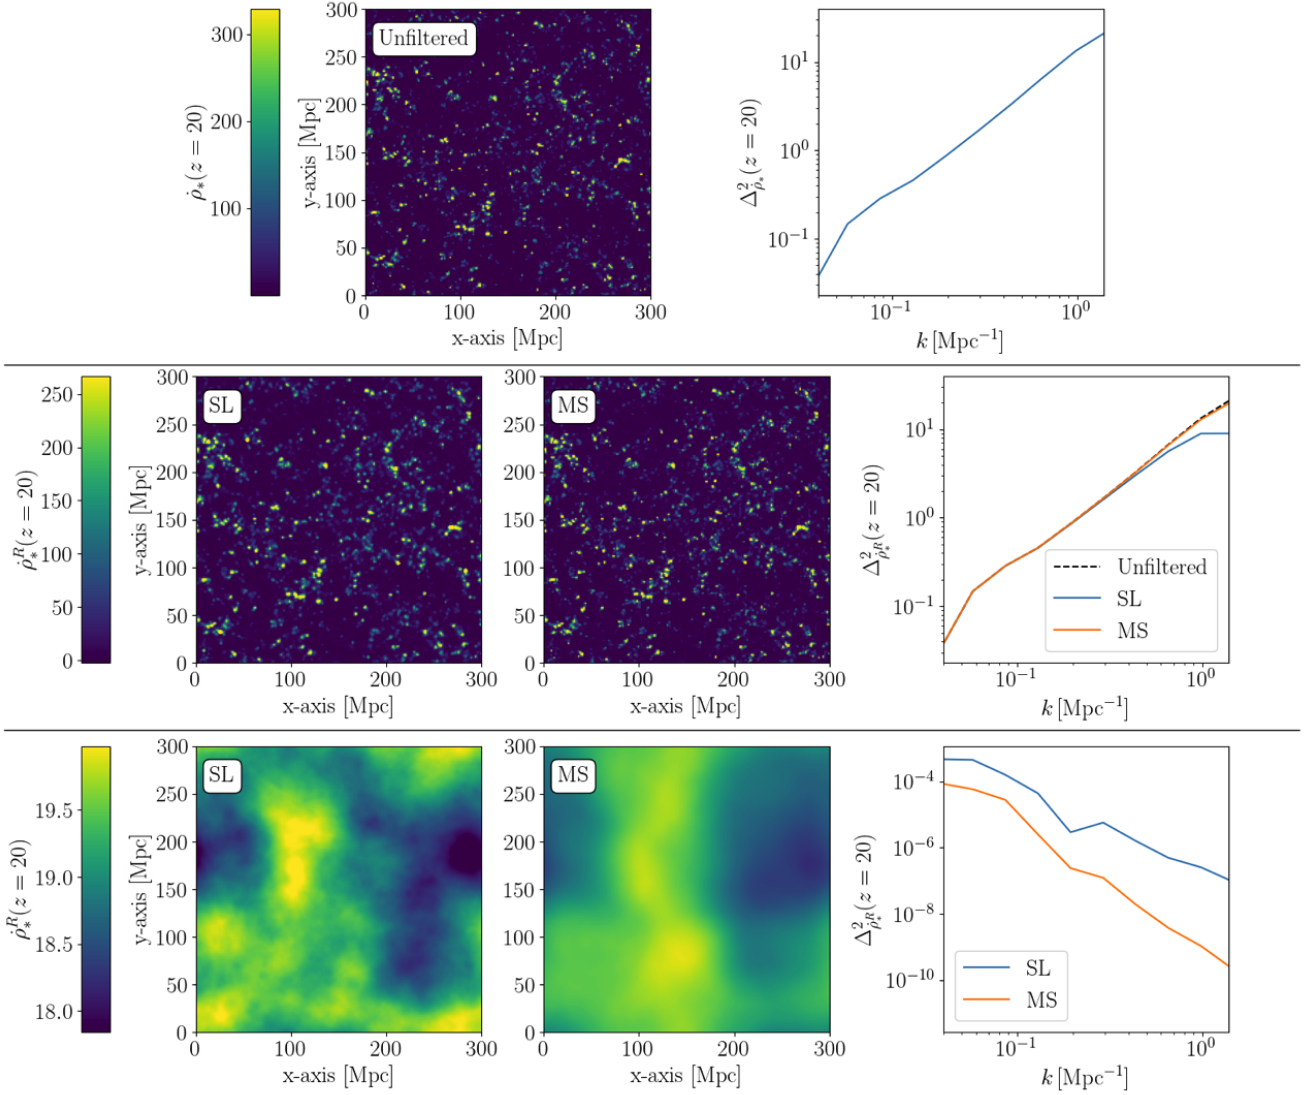 300
200
100
ρ̇_*(z = 20)
300
250
200
150
100
50
0
y-axis [Mpc]
Unfiltered
0 100 200 300
x-axis [Mpc]
10^1
10^0
10^−1
Δ²_ρ̇_*(z = 20)
10^−1 10^0
k [Mpc^−1]
250
200
150
100
50
0
ρ̇_*^R(z = 20)
300
250
200
150
100
50
0
y-axis [Mpc]
SL
0 100 200 300
x-axis [Mpc]
300
250
200
150
100
50
0
MS
0 100 200 300
x-axis [Mpc]
10^1
10^0
10^−1
Δ²_ρ̇_*^R(z = 20)
Unfiltered
SL
MS
10^−1 10^0
k [Mpc^−1]
19.5
19.0
18.5
18.0
ρ̇_*^R(z = 20)
300
250
200
150
100
50
0
y-axis [Mpc]
SL
0 100 200 300
x-axis [Mpc]
300
250
200
150
100
50
0
MS
0 100 200 300
x-axis [Mpc]
10^−4
10^−6
10^−8
10^−10
Δ²_ρ̇_*^R(z = 20)
SL
MS
10^−1 10^0
k [Mpc^−1]